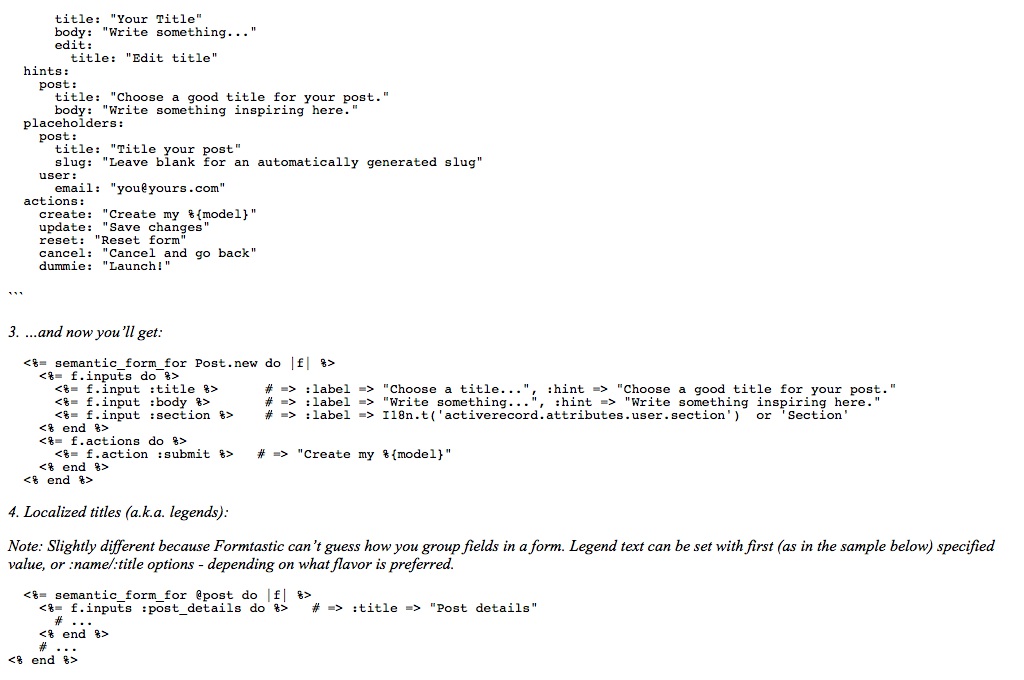 title: "Your Title"
body: "Write something..."
edit:
title: "Edit title"
hints:
post:
title: "Choose a good title for your post."
body: "Write something inspiring here."
placeholders:
post:
title: "Title your post"
slug: "Leave blank for an automatically generated slug"
user:
email: "you@yours.com"
actions:
create: "Create my %{model}"
update: "Save changes"
reset: "Reset form"
cancel: "Cancel and go back"
dummie: "Launch!"
```
3. ...and now you'll get:
<%= semantic_form_for Post.new do |f| %>
<%= f.inputs do %>
<%= f.input :title %> # => :label => "Choose a title...", :hint => "Choose a good title for your post."
<%= f.input :body %> # => :label => "Write something...", :hint => "Write something inspiring here."
<%= f.input :section %> # => :label => I18n.t('activerecord.attributes.user.section') or 'Section'
<% end %>
<%= f.actions do %>
<%= f.action :submit %> # => "Create my %{model}"
<% end %>
<% end %>
4. Localized titles (a.k.a. legends):
Note: Slightly different because Formtastic can't guess how you group fields in a form. Legend text can be set with first (as in the sample below) specified
value, or :name/:title options - depending on what flavor is preferred.
<%= semantic_form_for @post do |f| %>
<%= f.inputs :post_details do %> # => :title => "Post details"
# ...
<% end %>
# ...
<% end %>